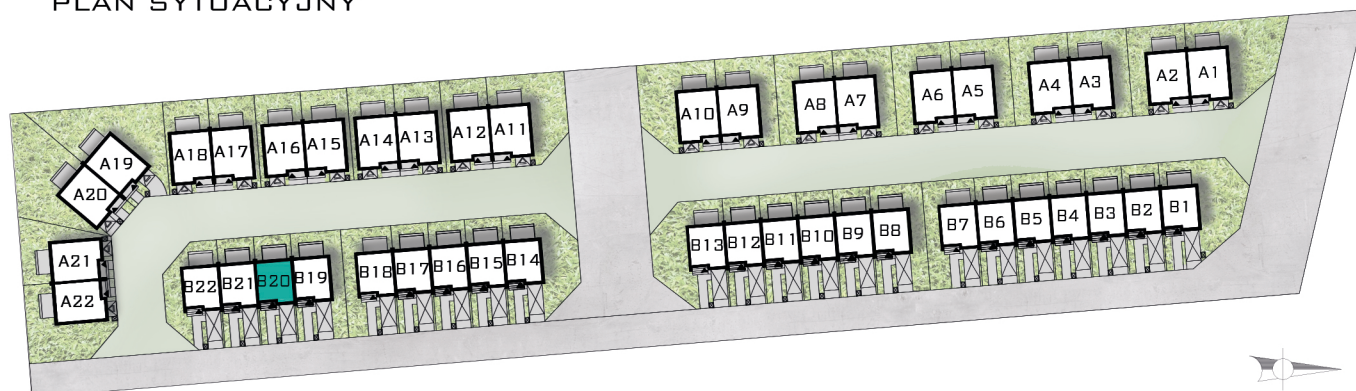 PLAN SYTUACYJNY
A19 A18 A17 A16 A15 A14 A13 A12 A11 A10 A9 A8 A7 A6 A5 A4 A3 A2 A1
A20
A21
A22
B22 B21 B20 B19 B18 B17 B16 B15 B14 B13 B12 B11 B10 B9 B8 B7 B6 B5 B4 B3 B2 B1